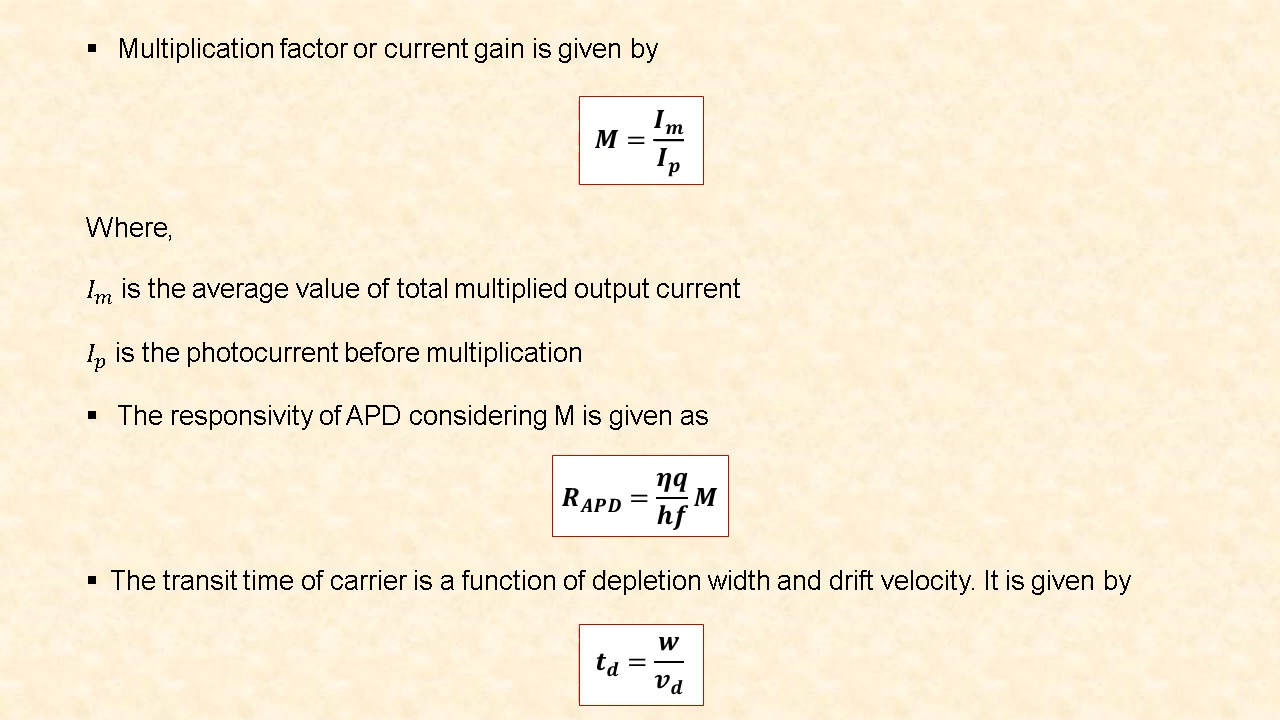 ▪ Multiplication factor or current gain is given by
M = I_m / I_p
Where,
I_m is the average value of total multiplied output current
I_p is the photocurrent before multiplication
▪ The responsivity of APD considering M is given as
R_APD = ηq / hf M
▪ The transit time of carrier is a function of depletion width and drift velocity. It is given by
t_d = w / v_d